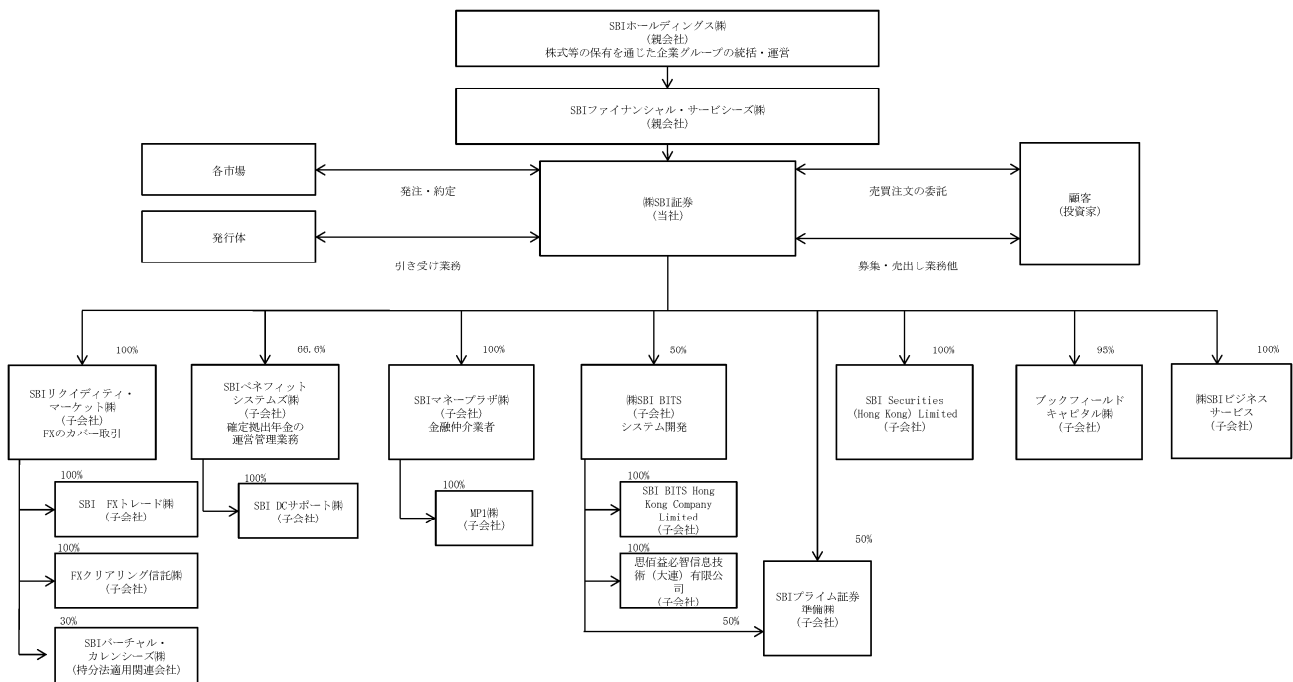 SBIホールディングス㈱
(親会社)
株式等の保有を通じた企業グループの統括・運営
SBIファイナンシャル・サービシーズ㈱
(親会社)
各市場
発注・約定
㈱SBI証券
(当社)
売買注文の委託
顧客
(投資家)
発行体
引き受け業務
募集・売出し業務他
100%
66.6%
100%
50%
100%
95%
100%
SBIリクイディティ・
マーケット㈱
(子会社)
FXのカバー取引
SBIベネフィット
システムズ㈱
(子会社)
確定拠出年金の
運営管理業務
SBIマネープラザ㈱
(子会社)
金融仲介業者
㈱SBI BITS
(子会社)
システム開発
SBI Securities
(Hong Kong) Limited
(子会社)
ブックフィールド
キャピタル㈱
(子会社)
㈱SBIビジネス
サービス
(子会社)
100%
SBI FXトレード㈱
(子会社)
100%
SBI DCサポート㈱
(子会社)
100%
MP1㈱
(子会社)
100%
SBI BITS Hong
Kong Company
Limited
(子会社)
100%
FXクリアリング信託㈱
(子会社)
100%
思佰益必智信息技
術（大連）有限公
司
(子会社)
50%
50%
SBIプライム証券
準備㈱
(子会社)
30%
SBIバーチャル・
カレンシーズ㈱
(持分法適用関連会社)